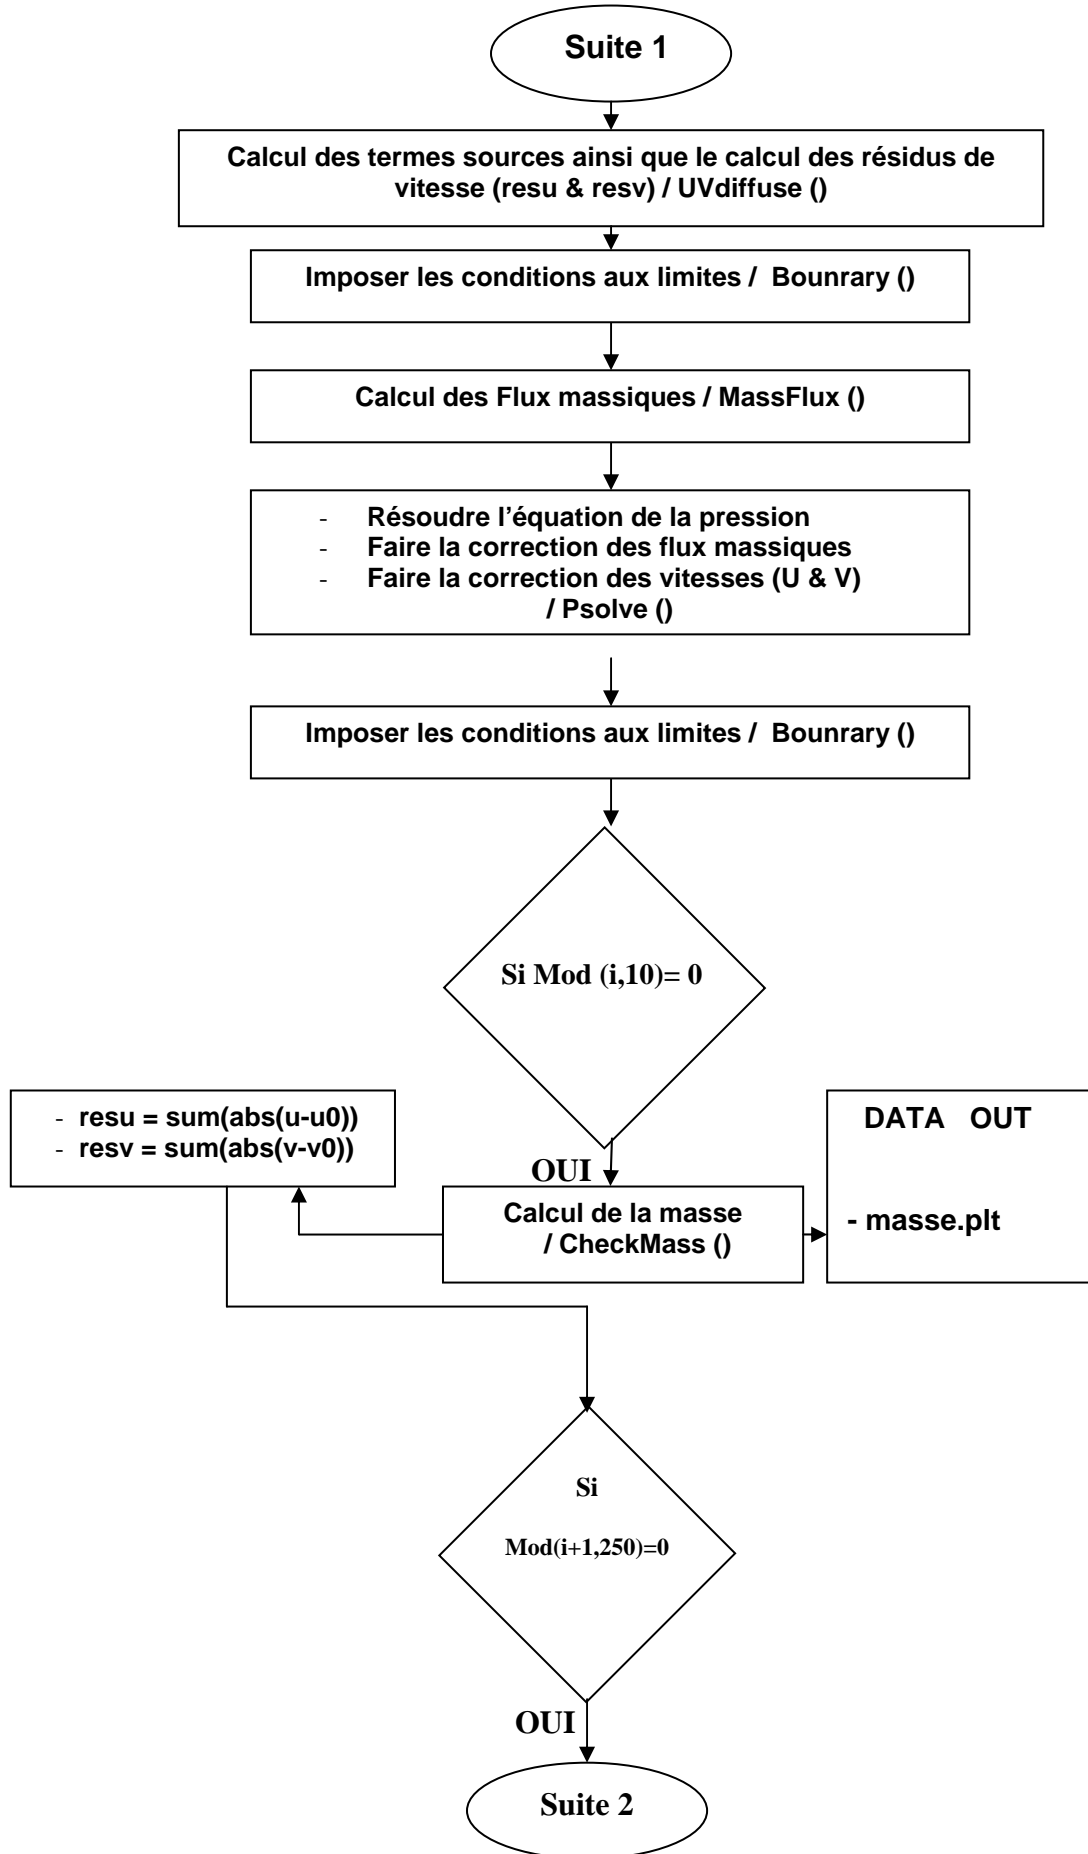 Suite 1
Calcul des termes sources ainsi que le calcul des résidus de
vitesse (resu & resv) / UVdiffuse ()
Imposer les conditions aux limites / Bounrary ()
Calcul des Flux massiques / MassFlux ()
- Résoudre l'équation de la pression
- Faire la correction des flux massiques
- Faire la correction des vitesses (U & V)
/ Psolve ()
Imposer les conditions aux limites / Bounrary ()
Si Mod (i,10)= 0
- resu = sum(abs(u-u0))
- resv = sum(abs(v-v0))
OUI
Calcul de la masse
/ CheckMass ()
DATA OUT
- masse.plt
Si
Mod(i+1,250)=0
OUI
Suite 2